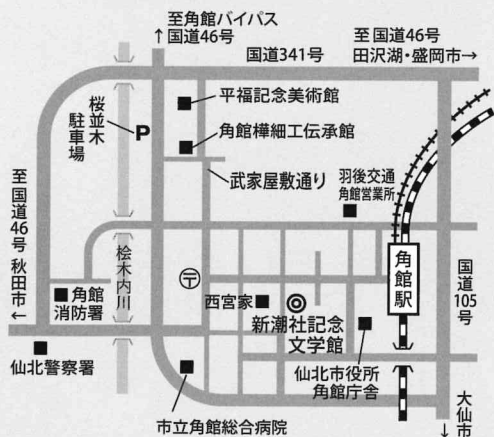 至角館バイパス
↑国道46号
国道341号
至 国道46号
田沢湖・盛岡市→
平福記念美術館
桜並木
駐車場
P
角館樺細工伝承館
武家屋敷通り
羽後交通
角館営業所
至 国道
46号 秋田市
←
桧木内川
角館
消防署
〒
西宮家
◎
新潮社記念
文学館
角館駅
国道
105号
仙北警察署
仙北市役所
角館庁舎
市立角館総合病院
大仙市
↓